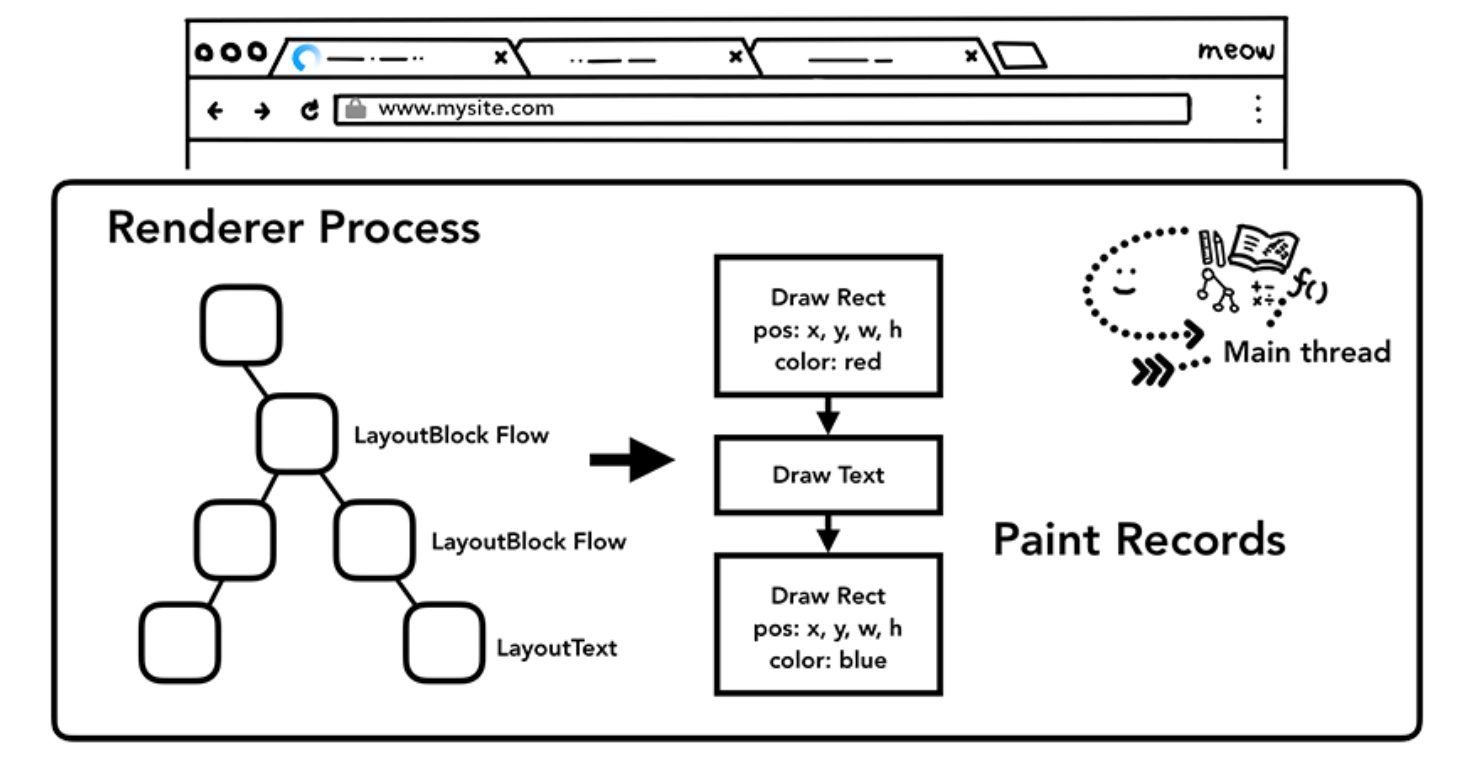 meow
www.mysite.com
Renderer Process
LayoutBlock Flow
LayoutBlock Flow
LayoutText
Draw Rect
pos: x, y, w, h
color: red
Draw Text
Draw Rect
pos: x, y, w, h
color: blue
Paint Records
+-
×÷
f()
Main thread